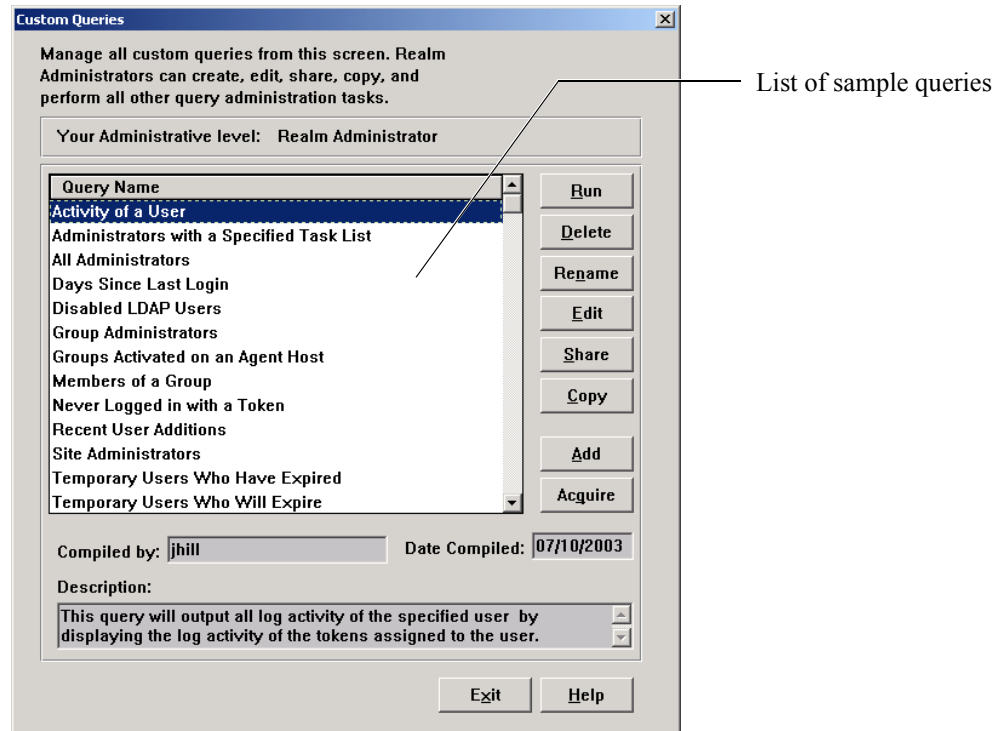 Custom Queries
Manage all custom queries from this screen. Realm
Administrators can create, edit, share, copy, and
perform all other query administration tasks.
List of sample queries
Your Administrative level: Realm Administrator
Query Name
Activity of a User
Administrators with a Specified Task List
All Administrators
Days Since Last Login
Disabled LDAP Users
Group Administrators
Groups Activated on an Agent Host
Members of a Group
Never Logged in with a Token
Recent User Additions
Site Administrators
Temporary Users Who Have Expired
Temporary Users Who Will Expire
Run
Delete
Rename
Edit
Share
Copy
Add
Acquire
Compiled by: jhill
Date Compiled: 07/10/2003
Description:
This query will output all log activity of the specified user by
displaying the log activity of the tokens assigned to the user.
Exit
Help